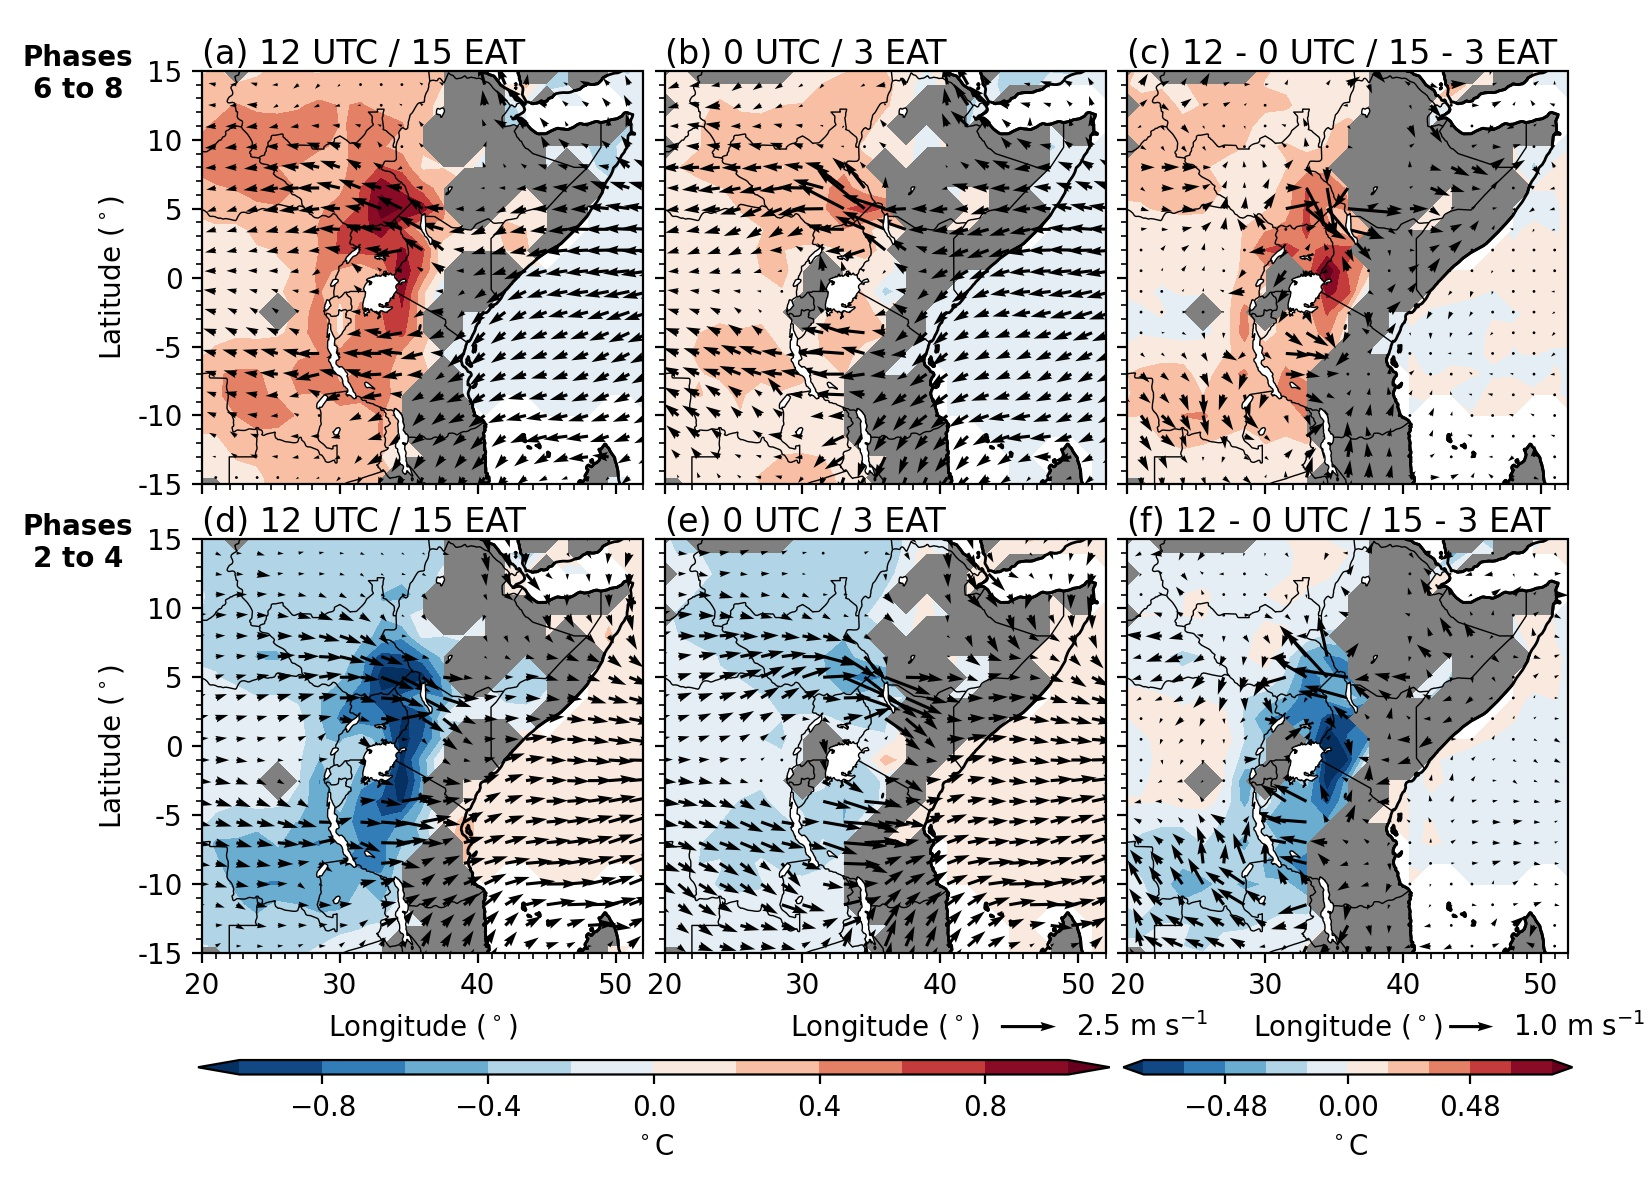 Phases
6 to 8
(a) 12 UTC / 15 EAT
(b) 0 UTC / 3 EAT
(c) 12 - 0 UTC / 15 - 3 EAT
15
10
5
0
-5
-10
-15
Latitude (°)
Phases
2 to 4
(d) 12 UTC / 15 EAT
(e) 0 UTC / 3 EAT
(f) 12 - 0 UTC / 15 - 3 EAT
15
10
5
0
-5
-10
-15
Latitude (°)
20 30 40 50 20 30 40 20 30 40 50
Longitude (°) Longitude (°) 2.5 m s⁻¹ Longitude (°) 1.0 m s⁻¹
−0.8 −0.4 0.0 0.4 0.8 −0.48 0.00 0.48
°C °C